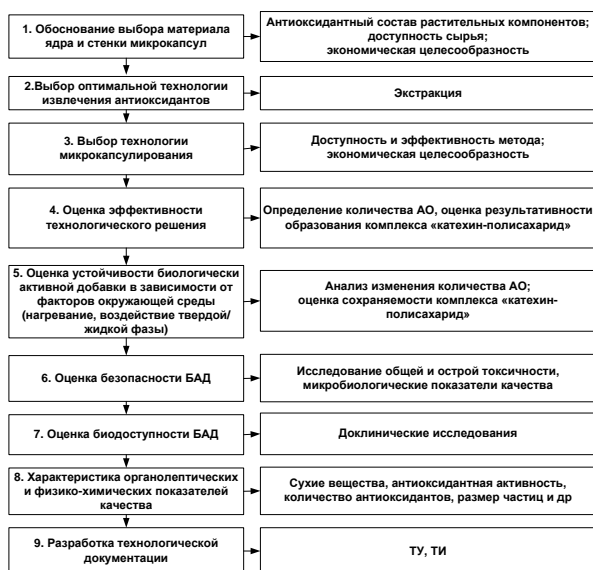 1. Обоснование выбора материала
ядра и стенки микрокапсул
Антиоксидантный состав растительных компонентов;
доступность сырья;
экономическая целесообразность
2.Выбор оптимальной технологии
извлечения антиоксидантов
Экстракция
3. Выбор технологии
микрокапсулирования
Доступность и эффективность метода;
экономическая целесообразность
4. Оценка эффективности
технологического решения
Определение количества АО, оценка результативности
образования комплекса «катехин-полисахарид»
5. Оценка устойчивости биологически
активной добавки в зависимости от
факторов окружающей среды
(нагревание, воздействие твердой/
жидкой фазы)
Анализ изменения количества АО;
оценка сохраняемости комплекса «катехин-
полисахарид»
6. Оценка безопасности БАД
Исследование общей и острой токсичности,
микробиологические показатели качества
7. Оценка биодоступности БАД
Доклинические исследования
8. Характеристика органолептических
и физико-химических показателей
качества
Сухие вещества, антиоксидантная активность,
количество антиоксидантов, размер частиц и др
9. Разработка технологической
документации
ТУ, ТИ